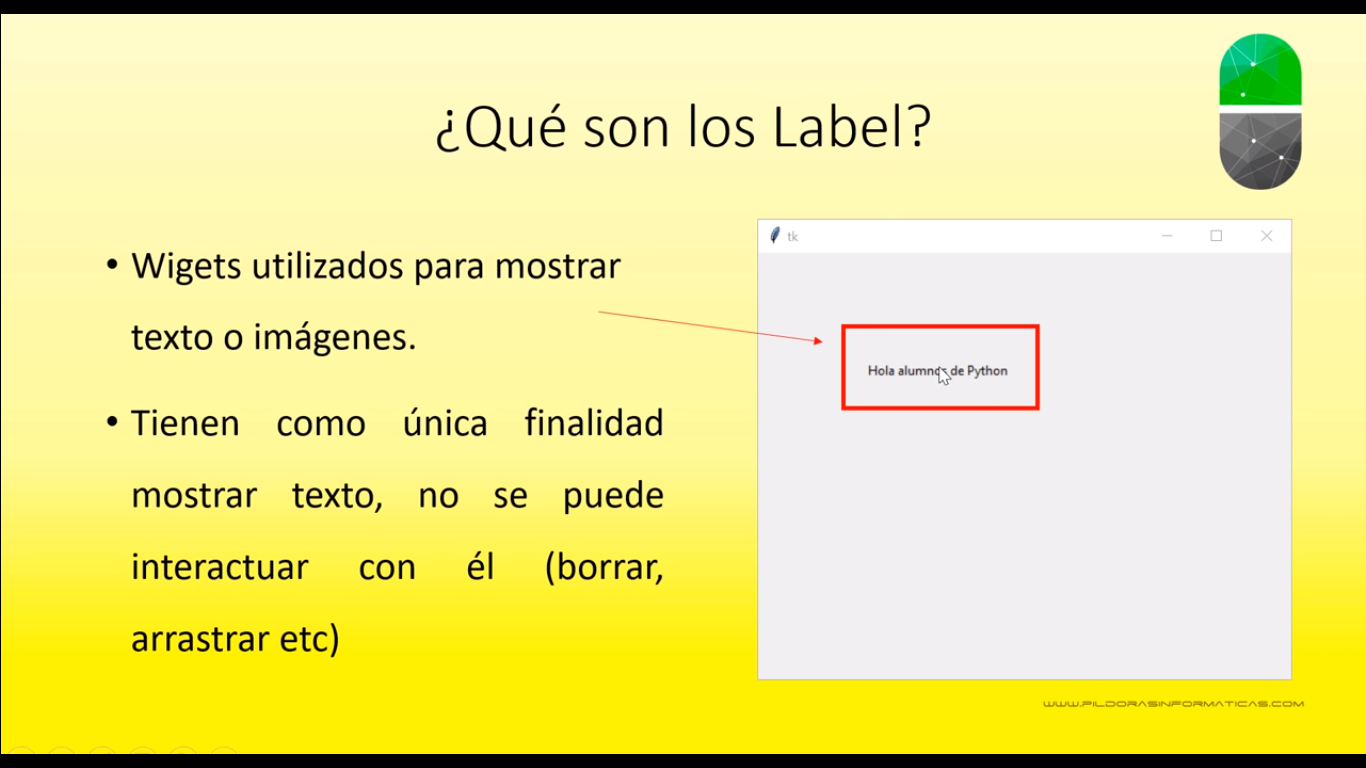 ¿Qué son los Label?
• Wigets utilizados para mostrar
texto o imágenes.
• Tienen como única finalidad
mostrar texto, no se puede
interactuar con él (borrar,
arrastrar etc)
tk
Hola alumnos de Python
WWW.PILDORASINFORMATICAS.COM